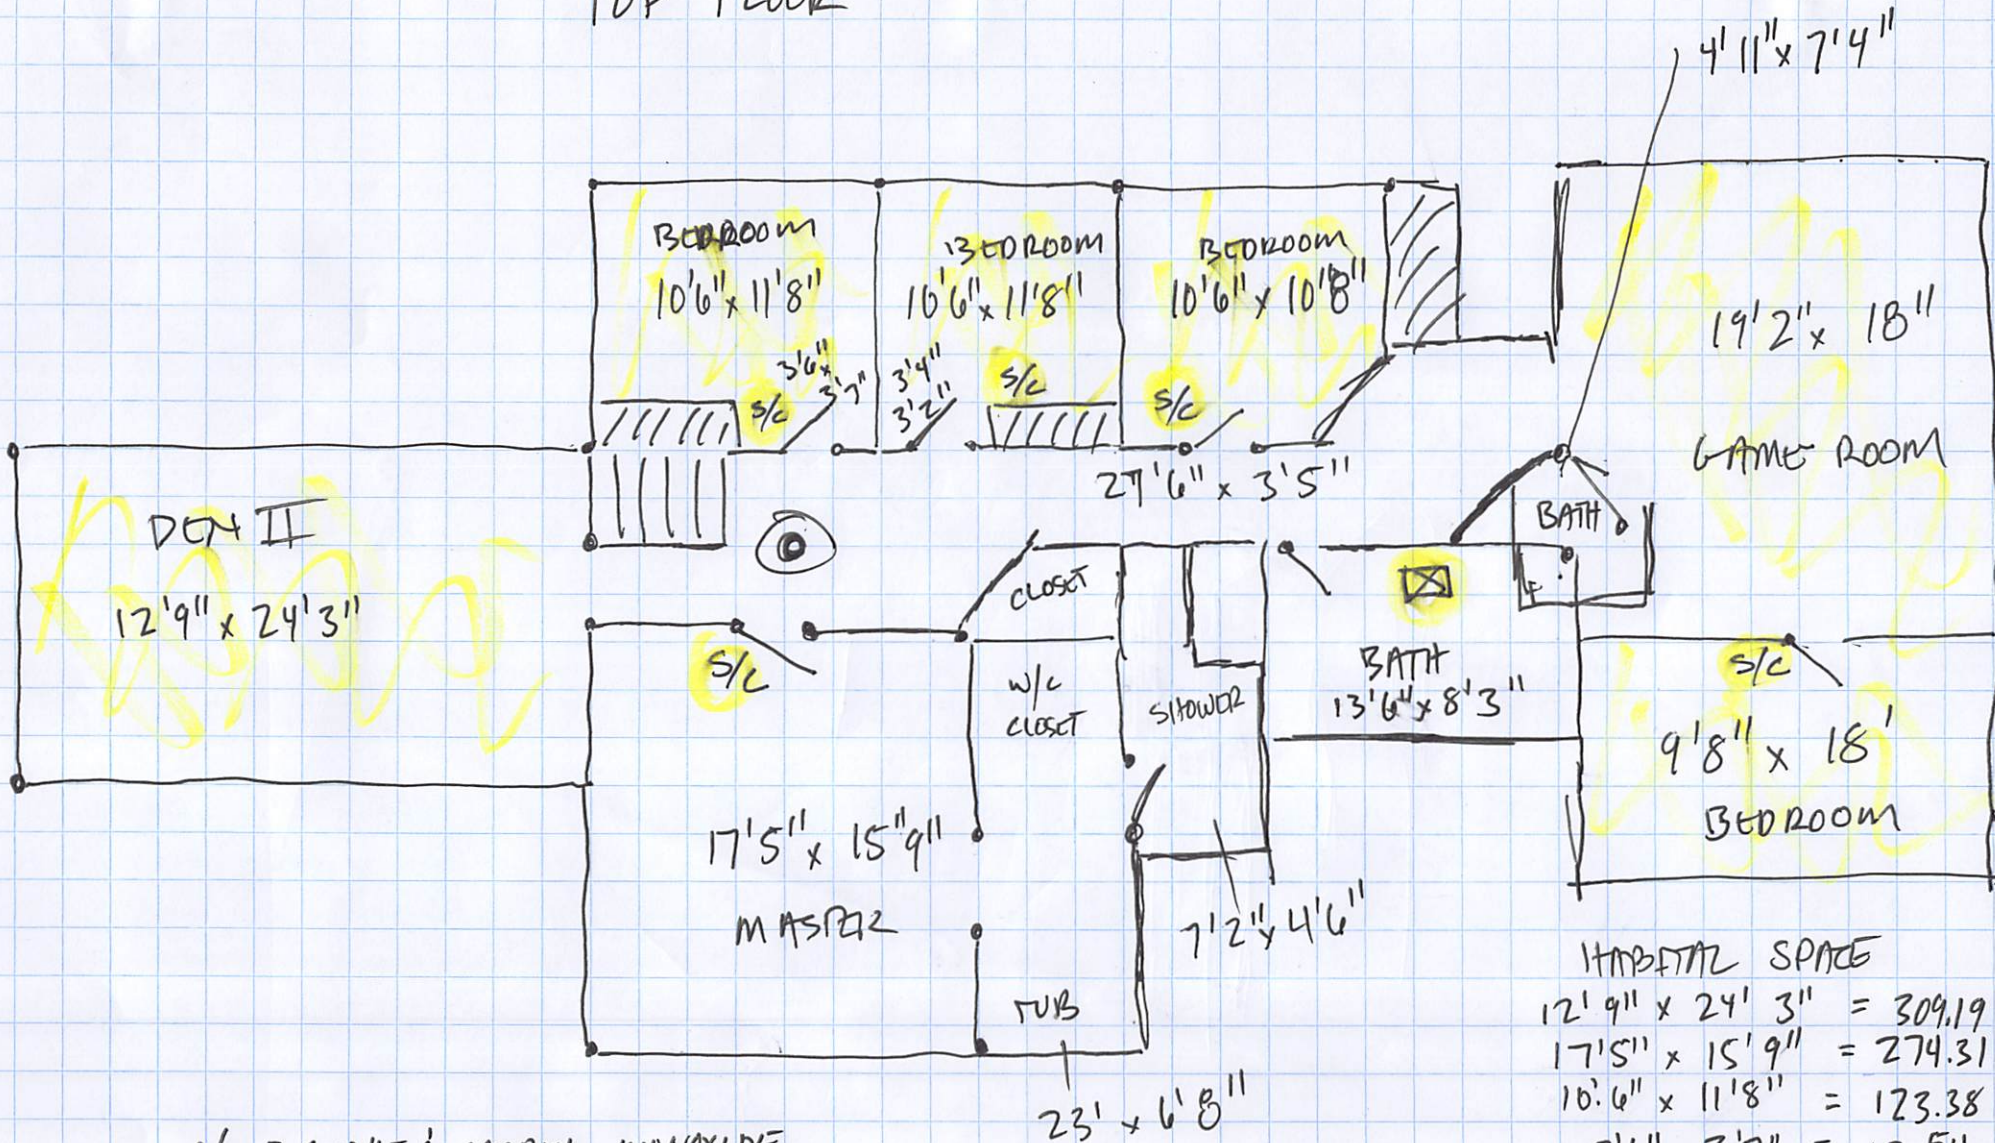 TOP FLOOR
4'11" x 7'4"
BEDROOM
10'6" x 11'8"
BEDROOM
10'6" x 11'8"
BEDROOM
10'6" x 10'8"
19'2" x 18"
GAME ROOM
S/C
3'6" x
3'7"
3'4"
3'2"
S/C
S/C
27'6" x 3'5"
DEN II
12'9" x 24'3"
BATH
CLOSET
S/C
W/C
CLOSET
SHOWER
BATH
13'6" x 8'3"
S/C
9'8" x 18'
BEDROOM
17'5" x 15"9"
MASTER
7'2" x 4'6"
TUB
23' x 6'8"
HABITAL SPACE
12'9" x 24'3" = 309.19
17'5" x 15'9" = 274.31
10'.6" x 11'8" = 123.38